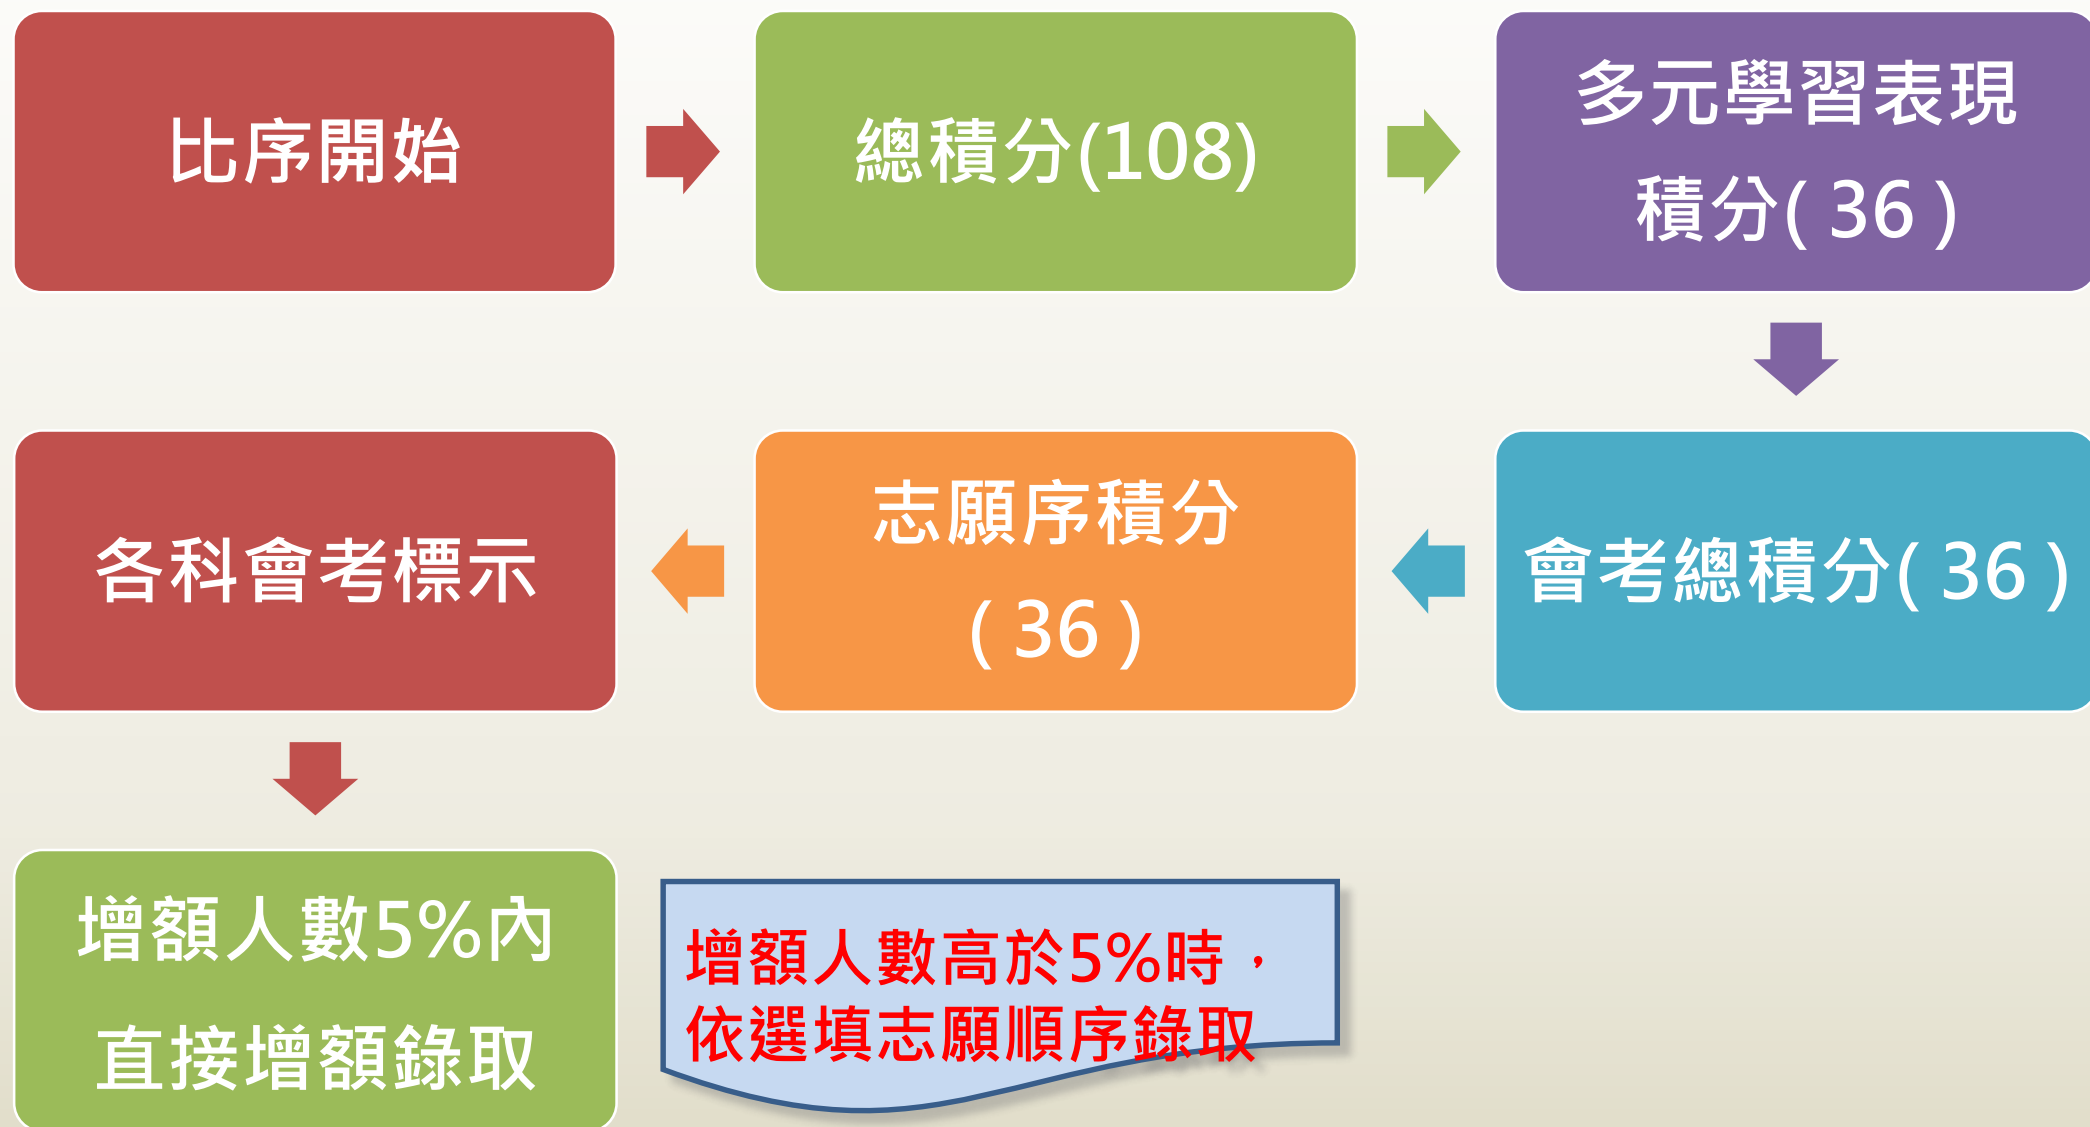 比序開始
總積分(108)
多元學習表現
積分( 36 )
會考總積分( 36 )
志願序積分
( 36 )
各科會考標示
增額人數5%內
直接增額錄取
增額人數高於5%時，
依選填志願順序錄取